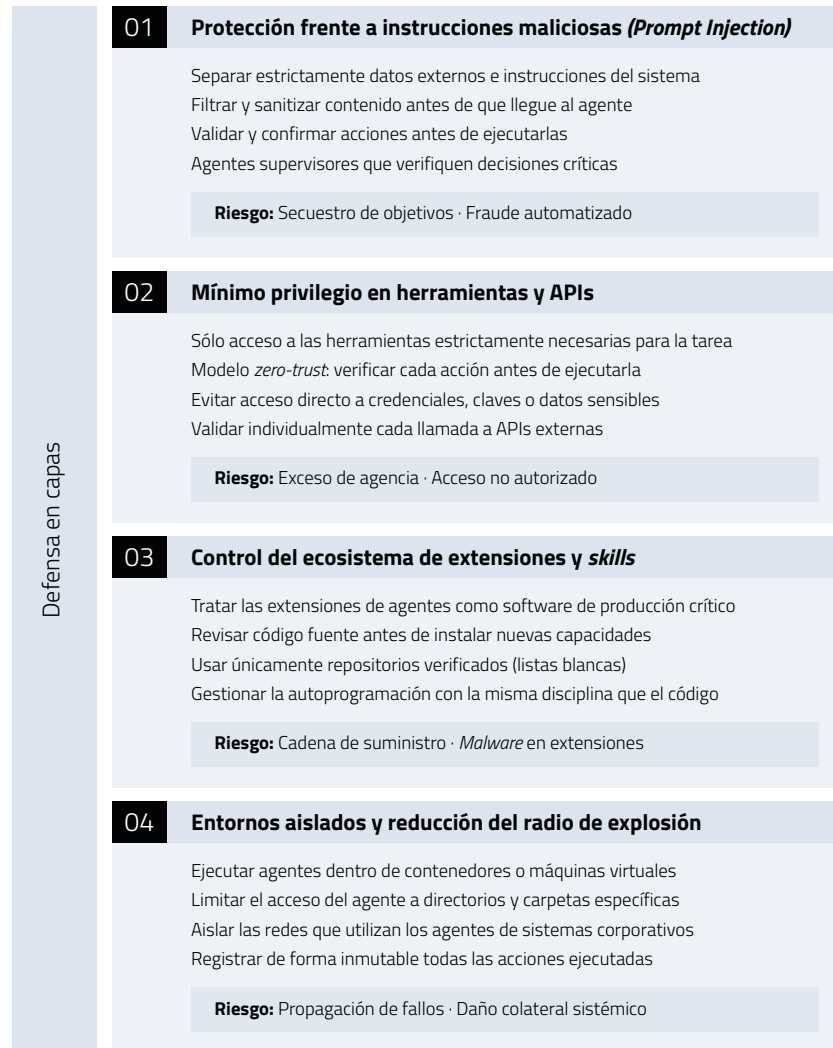 Defensa en capas
01 Protección frente a instrucciones maliciosas (Prompt Injection)
Separar estrictamente datos externos e instrucciones del sistema
Filtrar y sanitizar contenido antes de que llegue al agente
Validar y confirmar acciones antes de ejecutarlas
Agentes supervisores que verifiquen decisiones críticas
Riesgo: Secuestro de objetivos · Fraude automatizado
02 Mínimo privilegio en herramientas y APIs
Sólo acceso a las herramientas estrictamente necesarias para la tarea
Modelo zero-trust: verificar cada acción antes de ejecutarla
Evitar acceso directo a credenciales, claves o datos sensibles
Validar individualmente cada llamada a APIs externas
Riesgo: Exceso de agencia · Acceso no autorizado
03 Control del ecosistema de extensiones y skills
Tratar las extensiones de agentes como software de producción crítico
Revisar código fuente antes de instalar nuevas capacidades
Usar únicamente repositorios verificados (listas blancas)
Gestionar la autoprogramación con la misma disciplina que el código
Riesgo: Cadena de suministro · Malware en extensiones
04 Entornos aislados y reducción del radio de explosión
Ejecutar agentes dentro de contenedores o máquinas virtuales
Limitar el acceso del agente a directorios y carpetas específicas
Aislar las redes que utilizan los agentes de sistemas corporativos
Registrar de forma inmutable todas las acciones ejecutadas
Riesgo: Propagación de fallos · Daño colateral sistémico